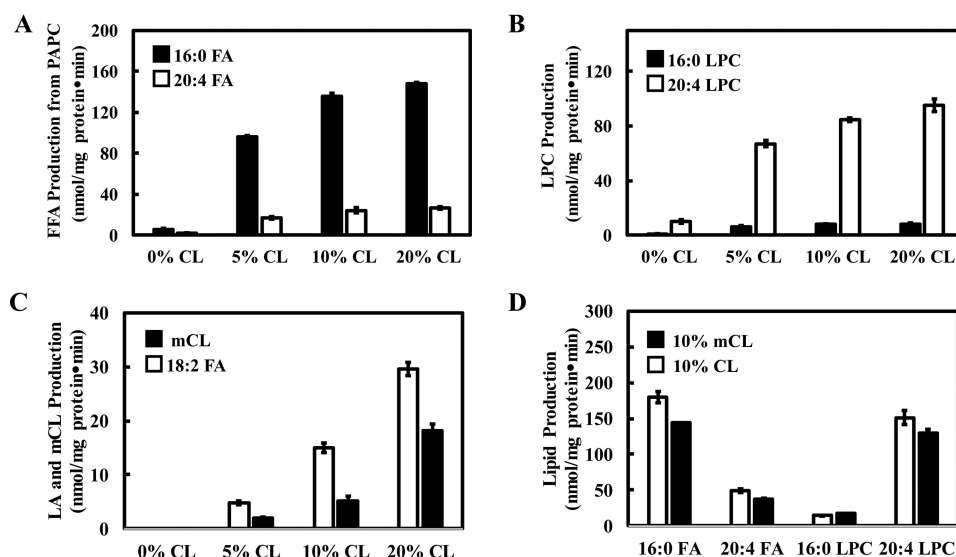 A
FFA Production from PAPC
(nmol/mg protein•min)
160
120
80
40
0
16:0 FA
20:4 FA
0% CL 5% CL 10% CL 20% CL
B
LPC Production
(nmol/mg protein•min)
120
80
40
0
16:0 LPC
20:4 LPC
0% CL 5% CL 10% CL 20% CL
C
LA and mCL Production
(nmol/mg protein•min)
40
30
20
10
0
mCL
18:2 FA
0% CL 5% CL 10% CL 20% CL
D
Lipid Production
(nmol/mg protein•min)
300
250
200
150
100
50
0
10% mCL
10% CL
16:0 FA 20:4 FA 16:0 LPC 20:4 LPC